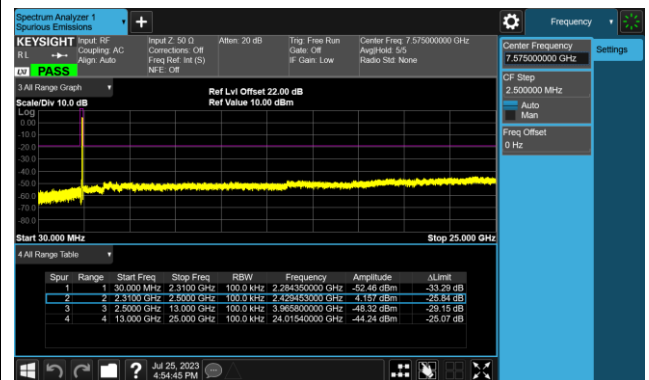 Spectrum Analyzer 1
Spurious Emissions
+
Frequency
KEYSIGHT
Input: RF
Coupling: AC
Align: Auto
Input Z: 50 Ω
Corrections: Off
Freq Ref: Int (S)
NFE: Off
Atten: 20 dB
Trig: Free Run
Gate: Off
IF Gain: Low
Center Freq: 7.575000000 GHz
Avg|Hold: 5/5
Radio Std: None
R L
LXI
PASS
3 All Range Graph
Ref Lvl Offset 22.00 dB
Scale/Div 10.0 dB
Ref Value 10.00 dBm
Log
0.00
-10.0
-20.0
-30.0
-40.0
-50.0
-60.0
-70.0
-80.0
Start 30.000 MHz
Stop 25.000 GHz
4 All Range Table
Spur Range Start Freq Stop Freq RBW Frequency Amplitude ΔLimit
1 1 30.000 MHz 2.3100 GHz 100.0 kHz 2.284350000 GHz -52.46 dBm -33.29 dB
2 2 2.3100 GHz 2.5000 GHz 100.0 kHz 2.429453000 GHz 4.157 dBm -25.84 dB
3 3 2.5000 GHz 13.000 GHz 100.0 kHz 3.965800000 GHz -48.32 dBm -29.15 dB
4 4 13.000 GHz 25.000 GHz 100.0 kHz 24.01540000 GHz -44.24 dBm -25.07 dB
Center Frequency
7.575000000 GHz
Settings
CF Step
2.500000 MHz
Auto
Man
Freq Offset
0 Hz
?
Jul 25, 2023
4:54:45 PM